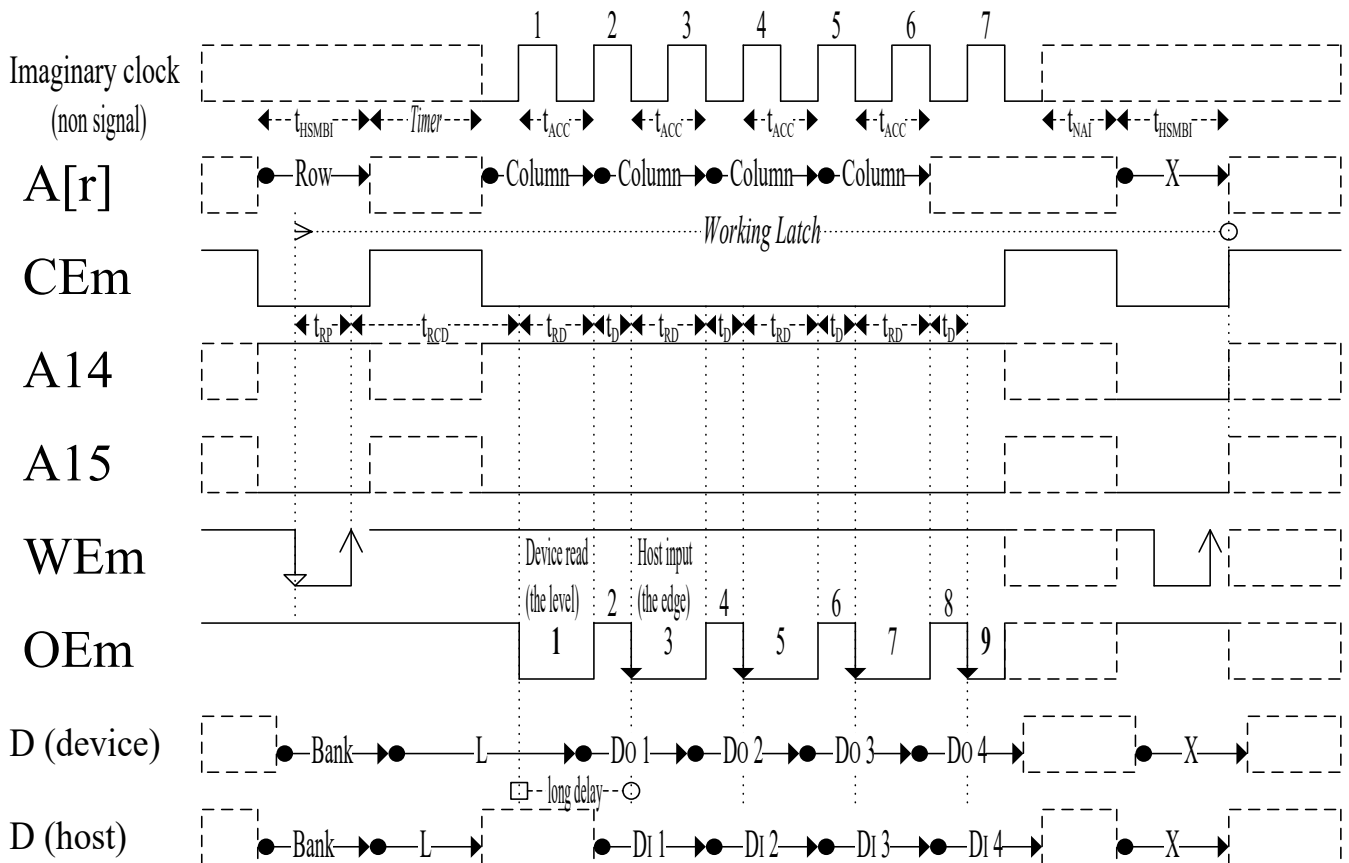 1 2 3 4 5 6 7
Imaginary clock
(non signal)
tHSMBI Timer tACC tACC tACC tACC tNAI tHSMBI
A[r] Row Column Column Column Column X
Working Latch
CEm
tRP tRCD tRD tD tRD tD tRD tD tRD tD
A14
A15
WEm
Device read Host input
(the level) 2 (the edge) 4 6 8
OEm 1 3 5 7 9
D (device) Bank L DO 1 DO 2 DO 3 DO 4 X
long delay
D (host) Bank L DI 1 DI 2 DI 3 DI 4 X